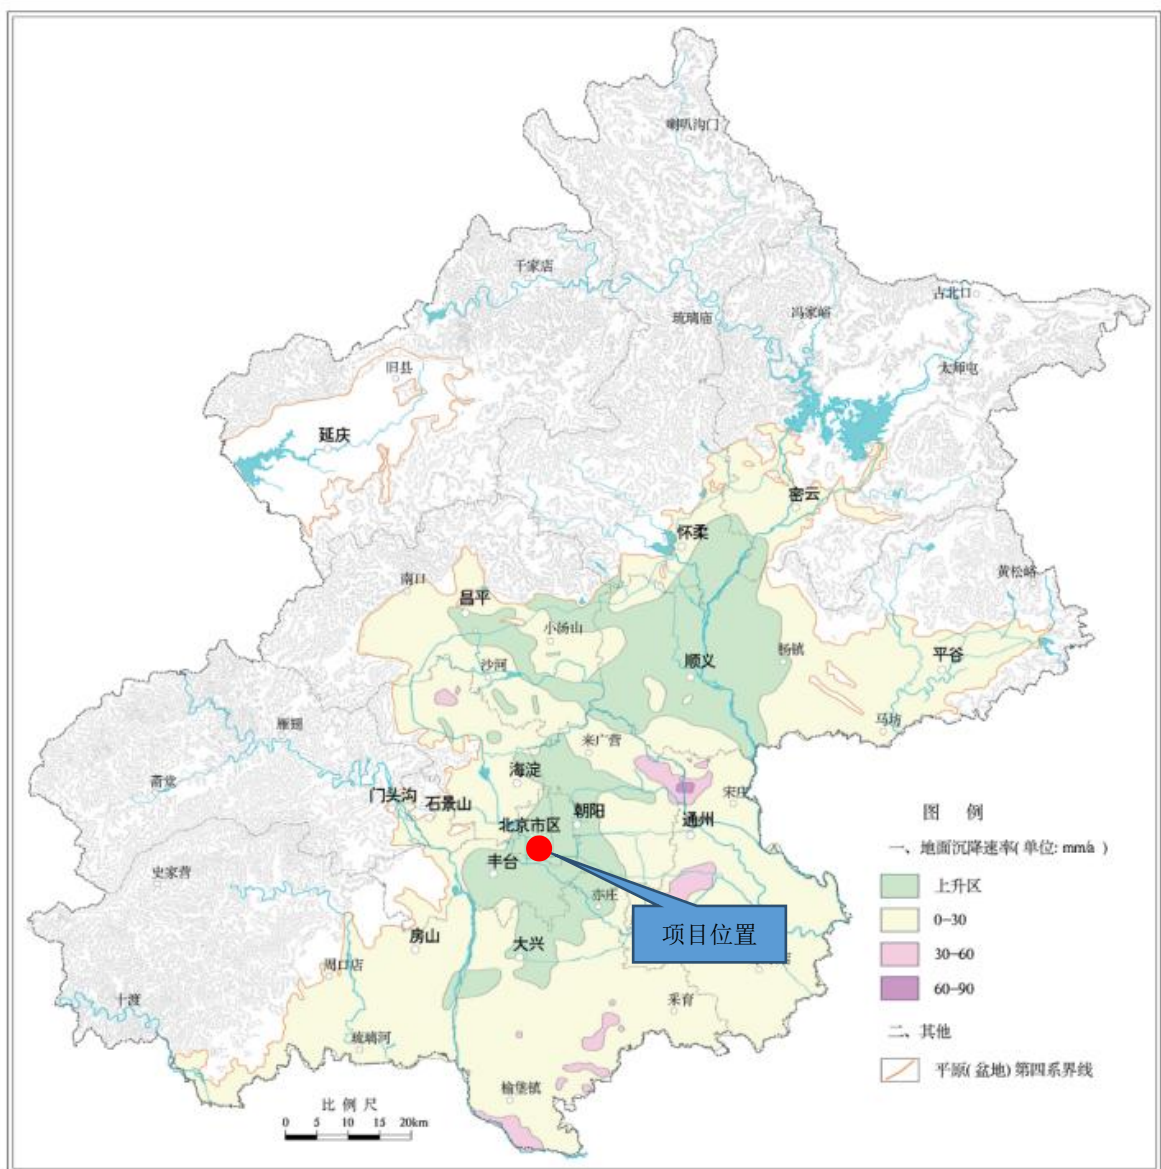 喇叭沟门
千家店
古北口
琉璃庙
冯家峪
太师屯
旧县
延庆
密云
怀柔
黄松峪
南口
昌平
小汤山
沙河
顺义
杨镇
平谷
马坊
雁翅
斋堂
来广营
海淀
门头沟
石景山
北京市区
朝阳
宋庄
通州
丰台
史家营
亦庄
项目位置
房山
大兴
周口店
十渡
采育
琉璃河
榆垡镇
图 例
一、地面沉降速率(单位: mm/a )
上升区
0-30
30-60
60-90
二、其他
平原(盆地)第四系界线
比 例 尺
0 5 10 15 20km